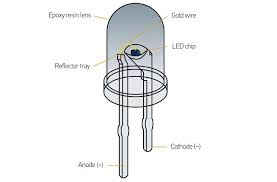 Epoxy resin lens
Gold wire
LED chip
Reflector tray
Cathode (–)
Anode (+)